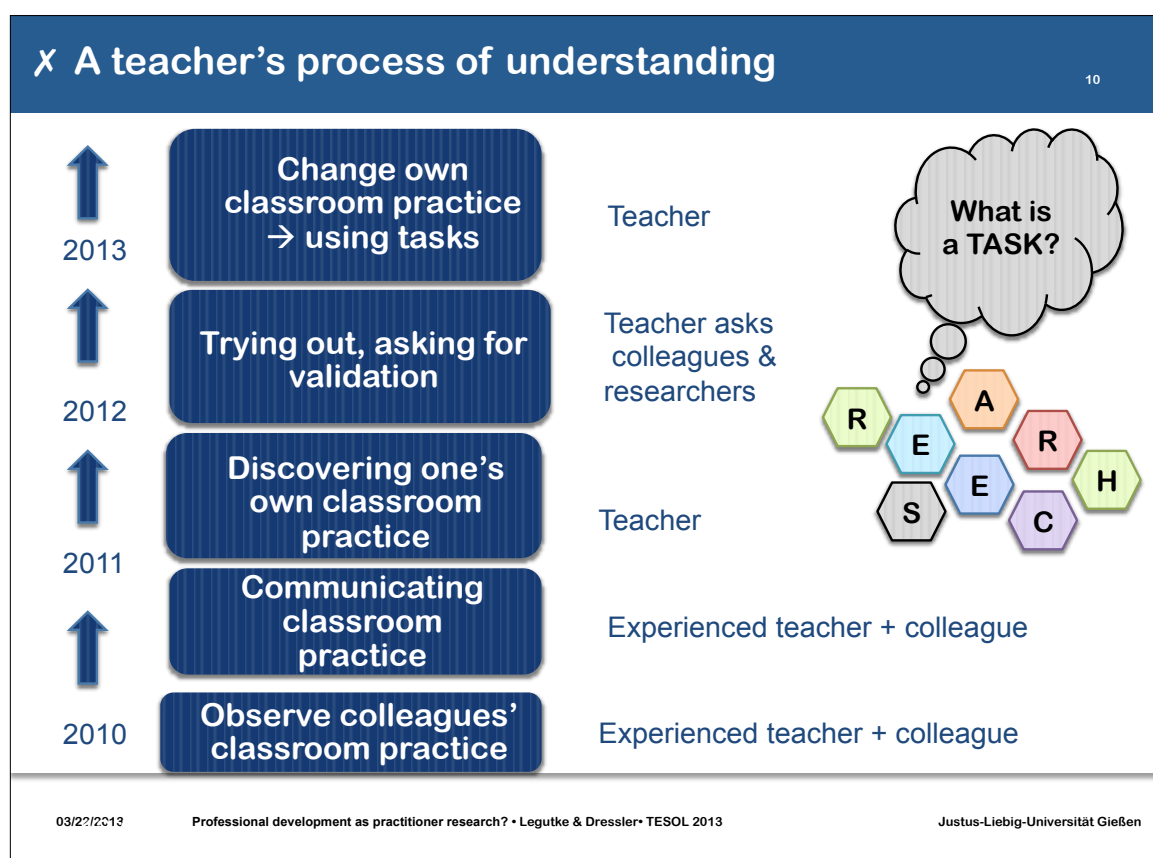 ✗ A teacher's process of understanding
10
Change own
classroom practice
→ using tasks
Teacher
2013
What is
a TASK?
Trying out, asking for
validation
Teacher asks
colleagues &
researchers
2012
R
E
A
R
S
E
C
H
Discovering one's
own classroom
practice
Teacher
2011
Communicating
classroom
practice
Experienced teacher + colleague
Observe colleagues'
classroom practice
Experienced teacher + colleague
2010
Professional development as practitioner research? • Legutke & Dressler• TESOL 2013
Justus-Liebig-Universität Gießen